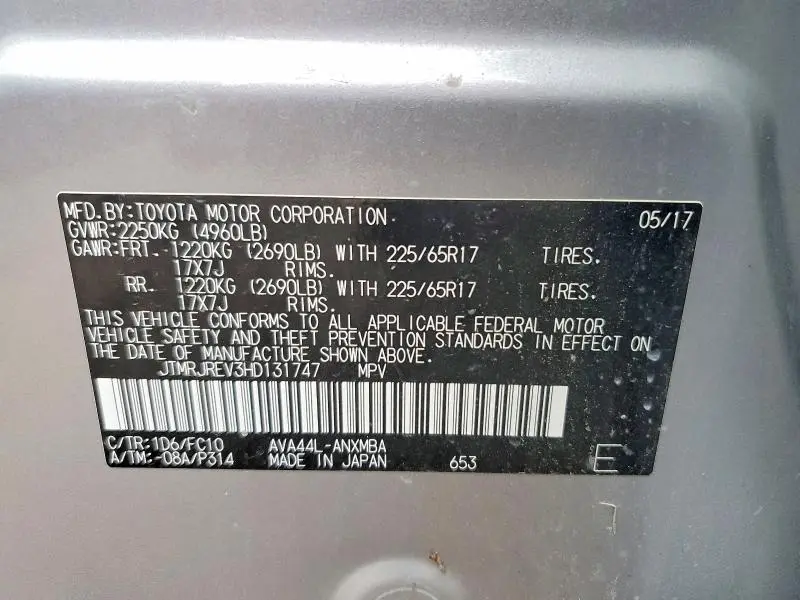 MFD.BY:TOYOTA MOTOR CORPORATION 05/17
GVWR:2250KG (4960LB)
GAWR:FRT. 1220KG (2690LB) WITH 225/65R17 TIRES.
17X7J RIMS.
RR. 1220KG (2690LB) WITH 225/65R17 TIRES.
17X7J RIMS.
THIS VEHICLE CONFORMS TO ALL APPLICABLE FEDERAL MOTOR
VEHICLE SAFETY AND THEFT PREVENTION STANDARDS IN EFFECT ON
THE DATE OF MANUFACTURE SHOWN ABOVE.
JTMRJREV3HD131747 MPV
C/TR:1D6/FC10 AVA44L-ANXMBA
A/TM:-08A/P314 MADE IN JAPAN 653 E